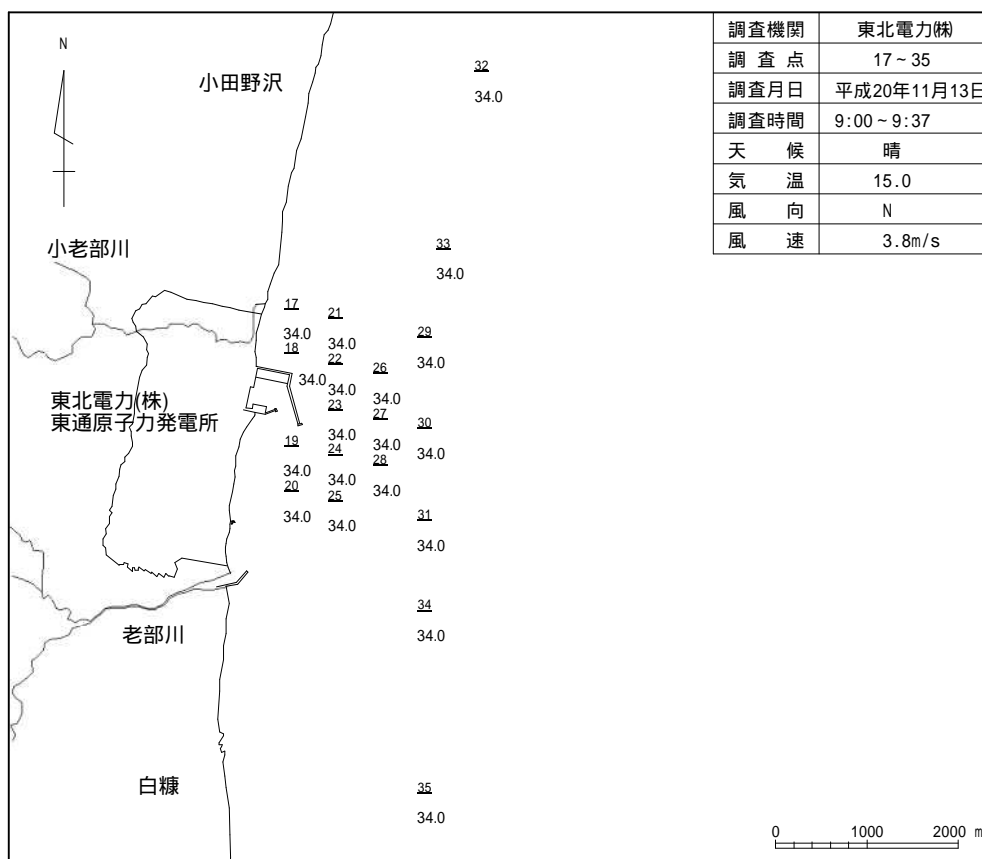 調査機関 東北電力㈱
調査点 17~35
調査月日 平成20年11月13日
調査時間 9:00~9:37
天候 晴
気温 15.0
風向 N
風速 3.8m/s
N
小田野沢
32
34.0
小老部川
33
34.0
17
34.0
21
34.0
29
34.0
18
34.0
22
34.0
26
34.0
東北電力(株)
東通原子力発電所
23
34.0
27
34.0
30
34.0
19
34.0
24
34.0
28
34.0
20
34.0
25
34.0
31
34.0
34
34.0
老部川
白糠
35
34.0
0 1000 2000 m